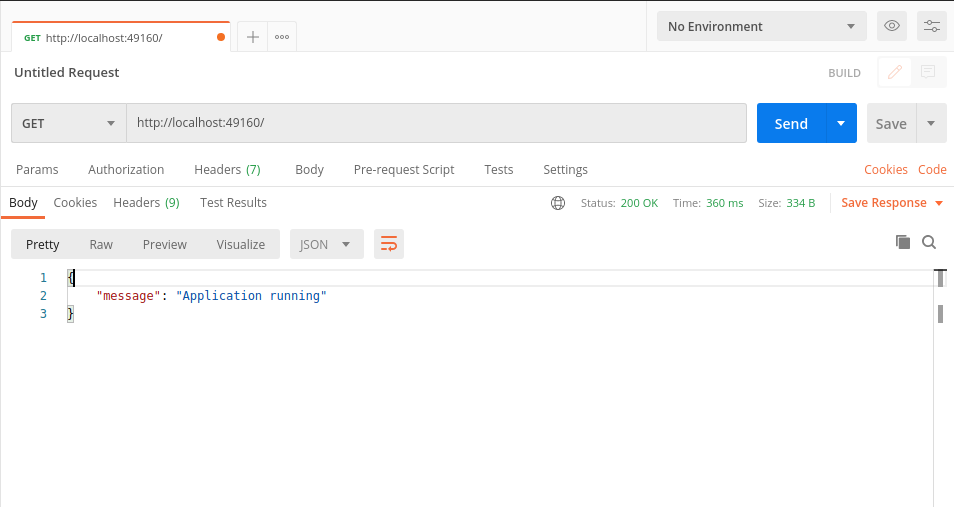 GET http://localhost:49160/
No Environment
Untitled Request
BUILD
GET http://localhost:49160/ Send Save
Params Authorization Headers (7) Body Pre-request Script Tests Settings Cookies Code
Body Cookies Headers (9) Test Results Status: 200 OK Time: 360 ms Size: 334 B Save Response
Pretty Raw Preview Visualize JSON
1 {
2 "message": "Application running"
3 }